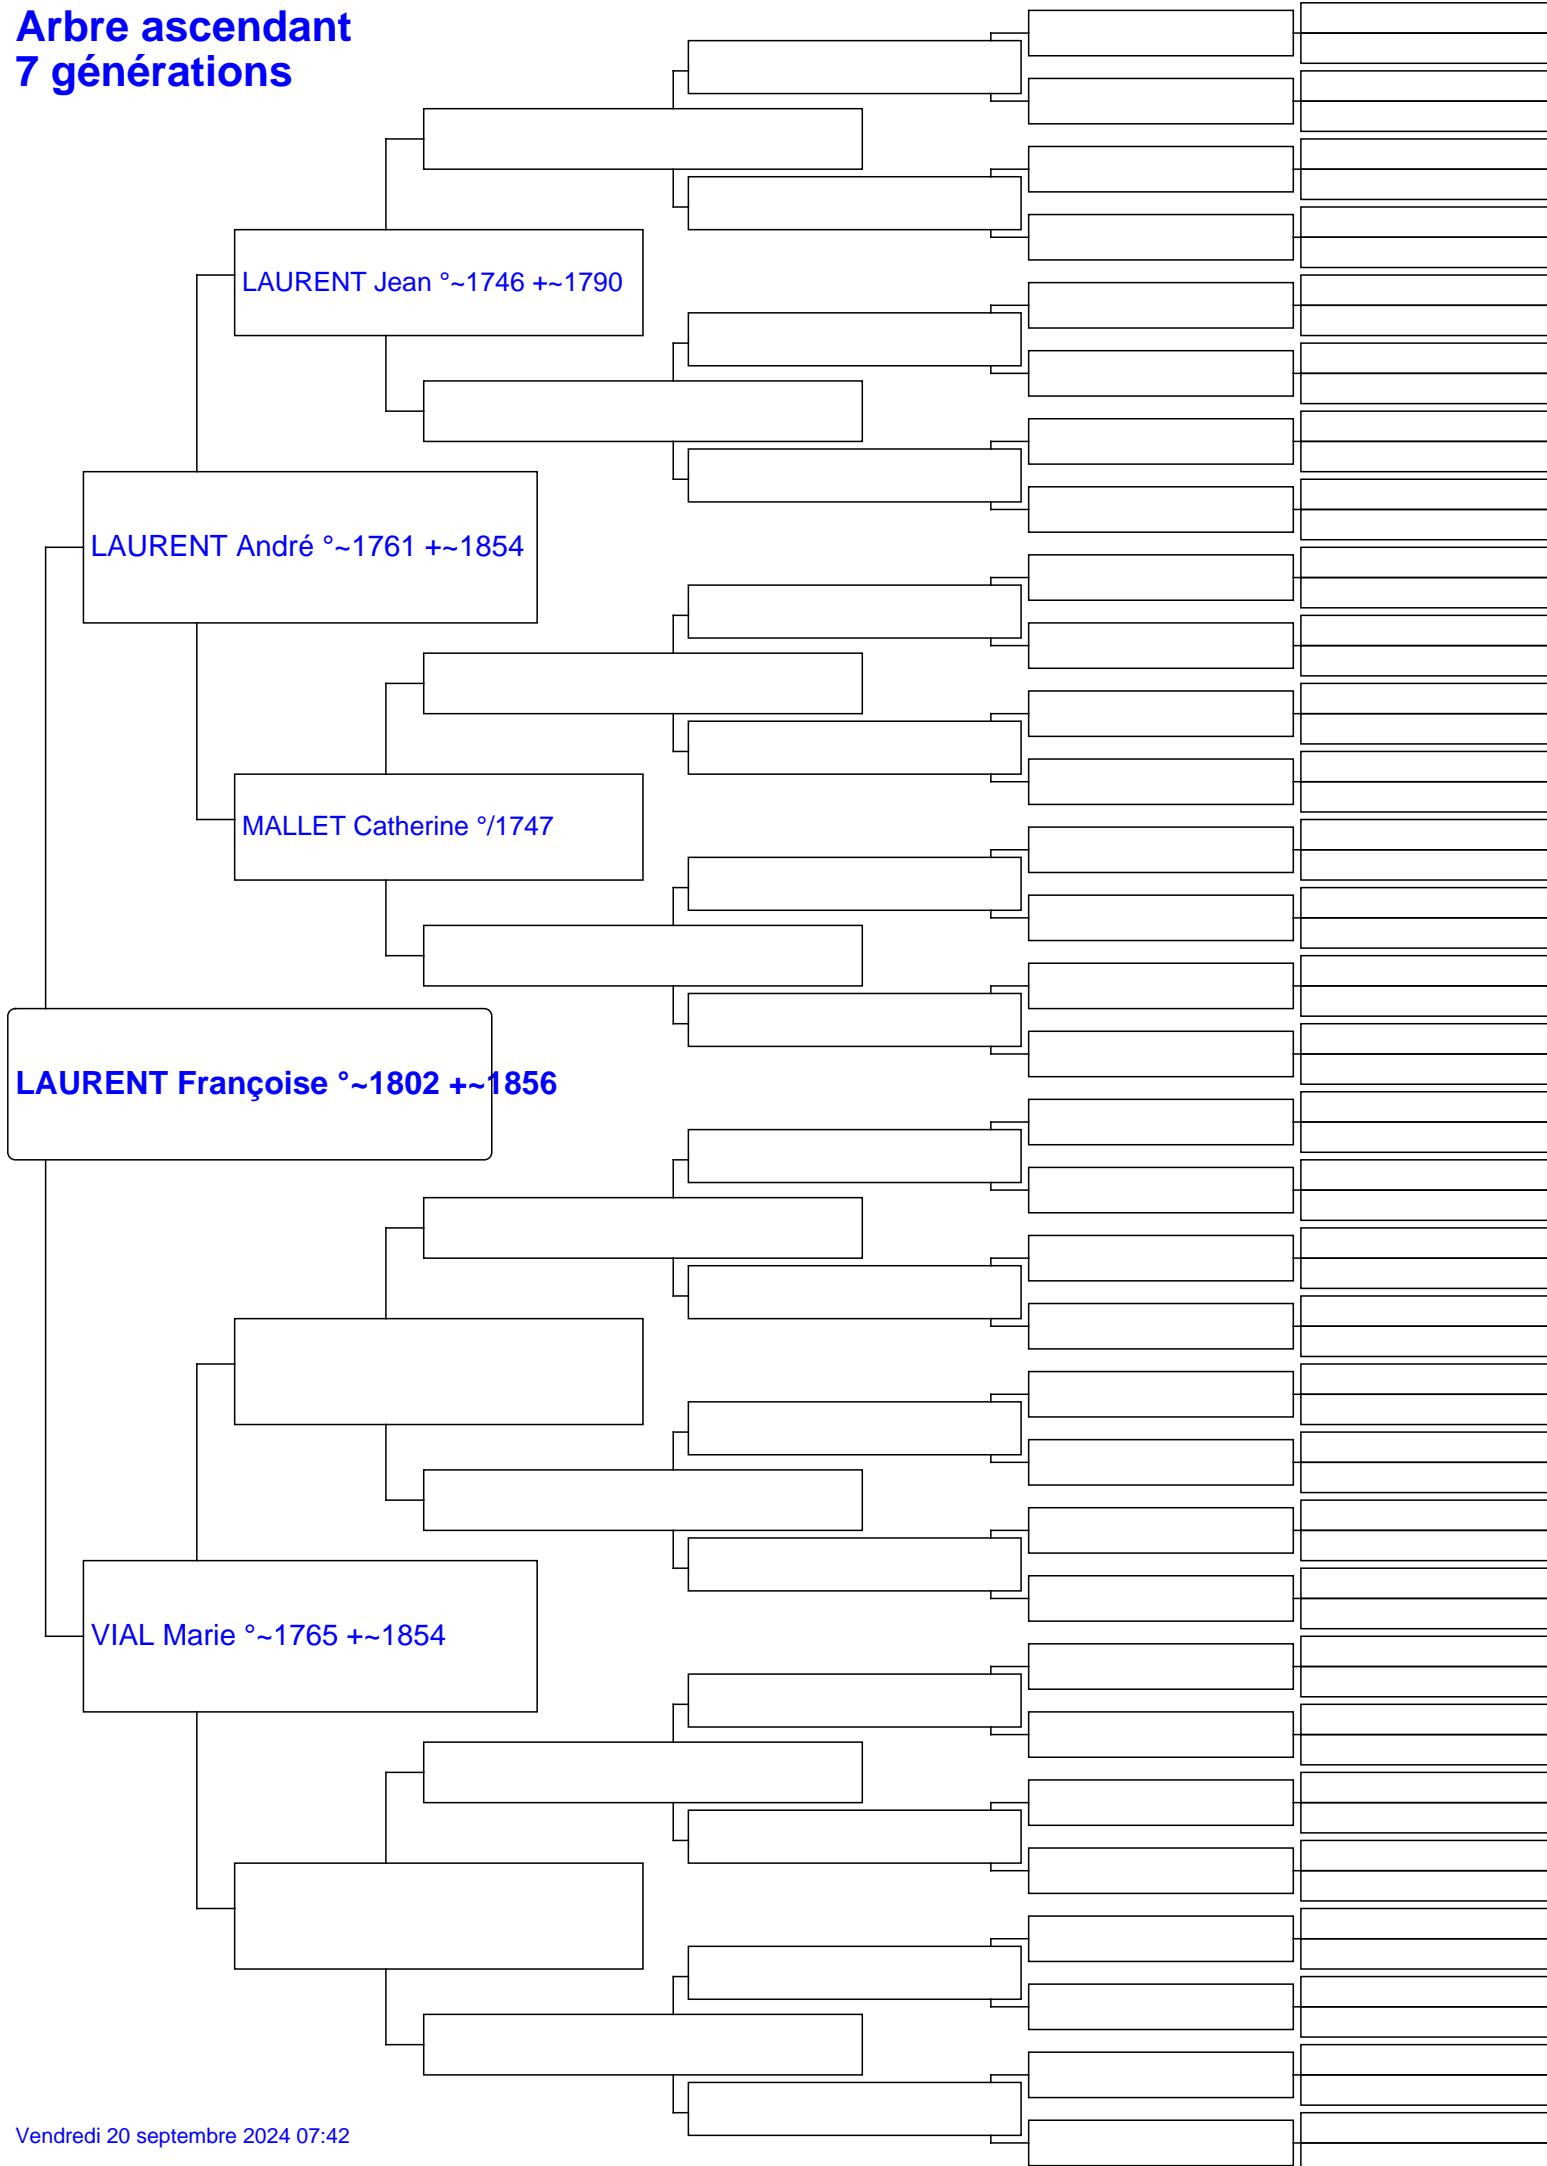 Arbre ascendant
7 générations
LAURENT Jean °~1746 +~1790
LAURENT André °~1761 +~1854
MALLET Catherine °/1747
LAURENT Françoise °~1802 +~1856
VIAL Marie °~1765 +~1854
Vendredi 20 septembre 2024 07:42